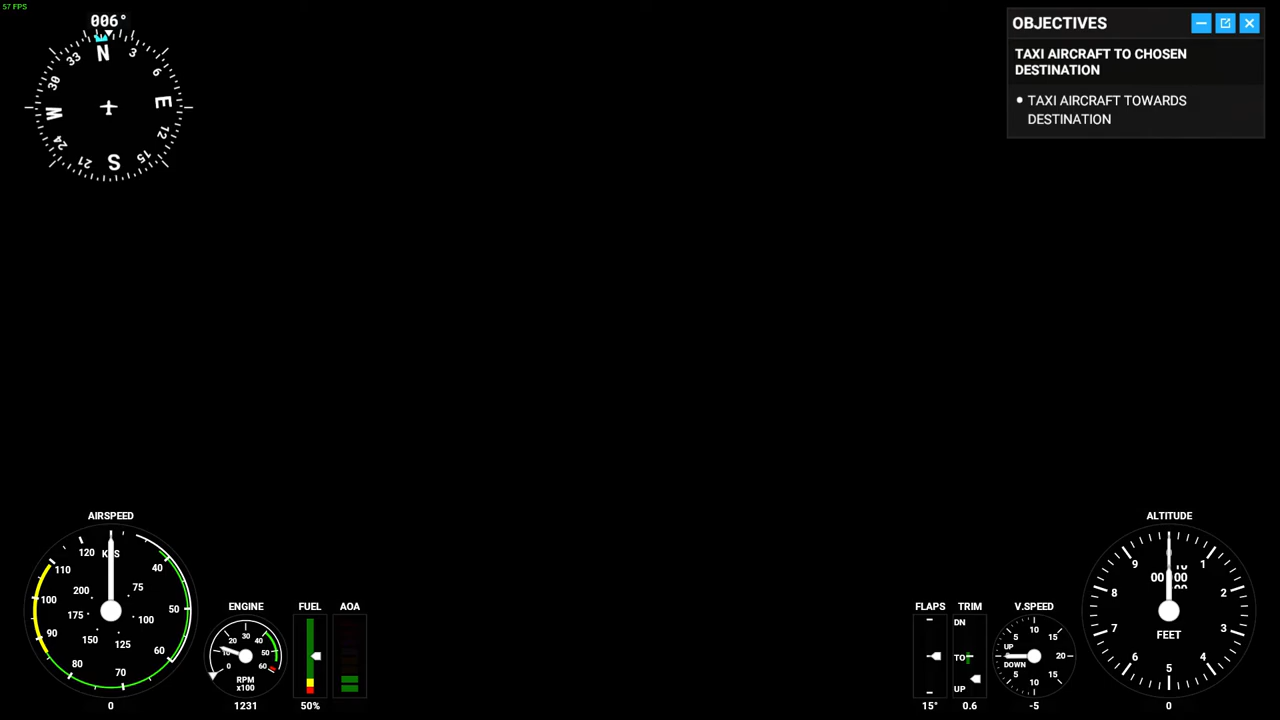 57 FPS
006°
N
3
6
E
12
15
S
21
24
W
30
33
OBJECTIVES
TAXI AIRCRAFT TO CHOSEN
DESTINATION
TAXI AIRCRAFT TOWARDS
DESTINATION
AIRSPEED
120
110
100
90
80
70
60
50
40
200
175
150
125
100
75
0
ENGINE
0
10
20
30
40
50
60
RPM
x100
1231
FUEL
50%
AOA
FLAPS
15°
TRIM
DN
TO
UP
0.6
V.SPEED
UP
DOWN
5
10
15
20
15
10
5
-5
ALTITUDE
9
1
8
2
7
3
6
4
5
00
00
FEET
0